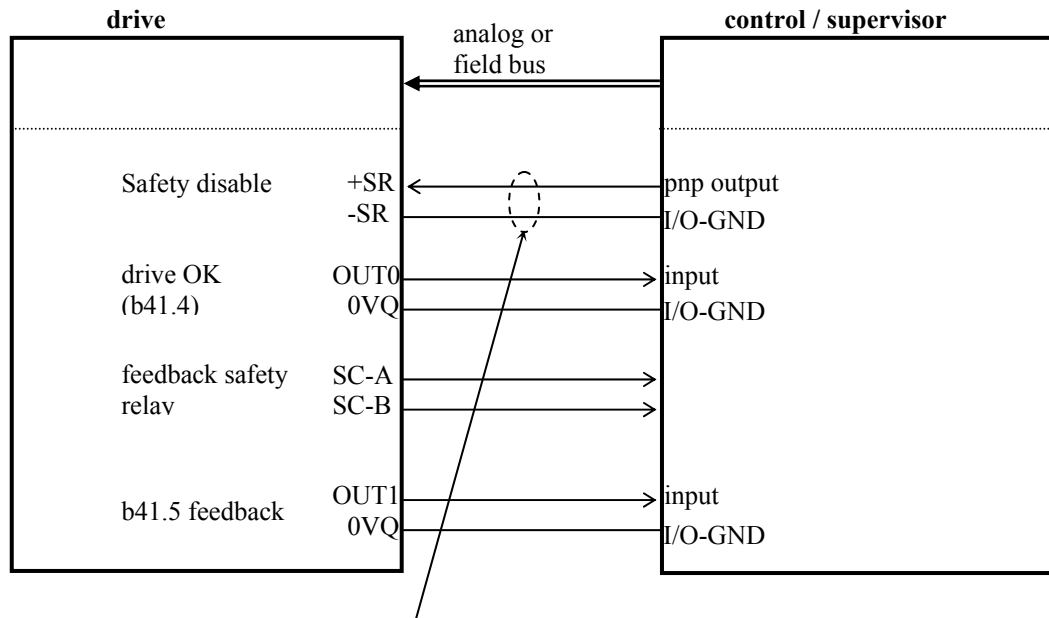 drive
control / supervisor
analog or
field bus
Safety disable
+SR
pnp output
-SR
I/O-GND
drive OK
OUT0
input
(b41.4)
0VQ
I/O-GND
feedback safety
SC-A
relay
SC-B
OUT1
input
b41.5 feedback
0VQ
I/O-GND